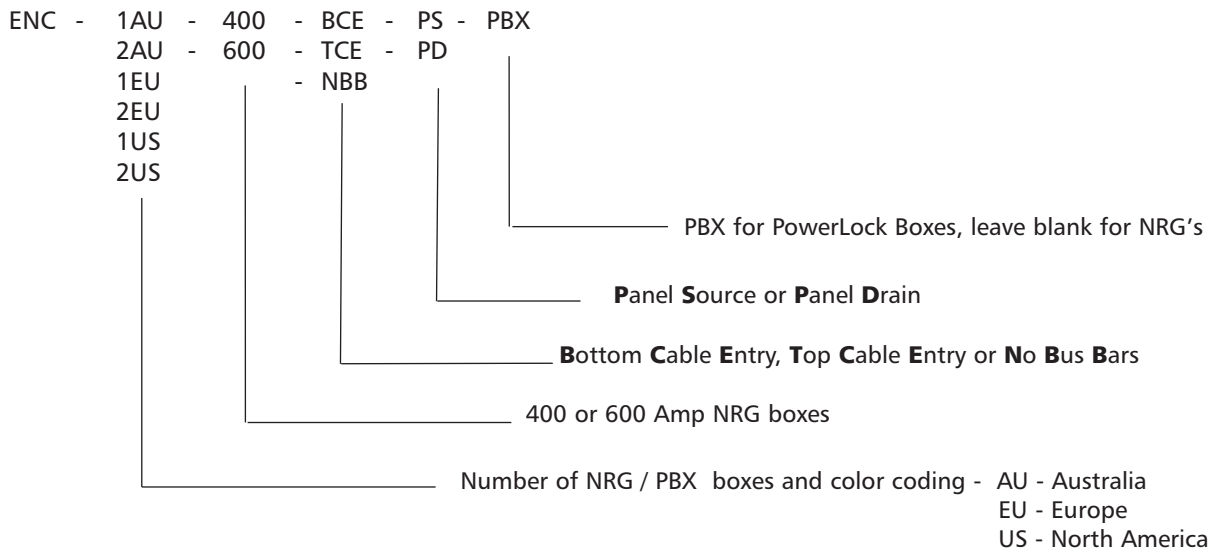 ENC - 1AU - 400 - BCE - PS - PBX
2AU - 600 - TCE - PD
1EU - NBB
2EU
1US
2US
PBX for PowerLock Boxes, leave blank for NRG's
Panel Source or Panel Drain
Bottom Cable Entry, Top Cable Entry or No Bus Bars
400 or 600 Amp NRG boxes
Number of NRG / PBX boxes and color coding - AU - Australia
EU - Europe
US - North America